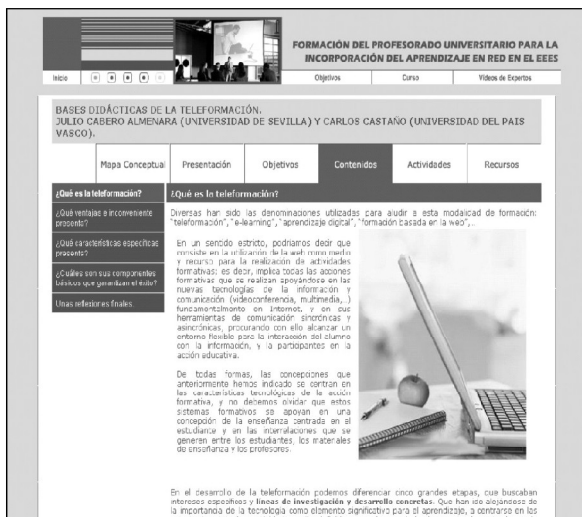 FORMACIÓN DEL PROFESORADO UNIVERSITARIO PARA LA
INCORPORACIÓN DEL APRENDIZAJE EN RED EN EL EEES
Inicio
Objetivos
Curso
Vídeos de Expertos
BASES DIDÁCTICAS DE LA TELEFORMACIÓN.
JULIO CABERO ALMENARA (UNIVERSIDAD DE SEVILLA) Y CARLOS CASTAÑO (UNIVERSIDAD DEL PAIS
VASCO).
Mapa Conceptual
Presentación
Objetivos
Contenidos
Actividades
Recursos
¿Qué es la teleformación?
¿Qué ventajas e inconveniente
presenta?
¿Qué características específicas
presenta?
¿Cuáles son sus componentes
básicos que garantizan el éxito?
Unas reflexiones finales.
¿Qué es la teleformación?
Diversas han sido las denominaciones utilizadas para aludir a esta modalidad de formación:
"teleformación", "e-learning", "aprendizaje digital", "formación basada en la web",..
En un sentido estricto, podríamos decir que
consiste en la utilización de la web como medio
y recurso para la realización de actividades
formativas; es decir, implica todas las acciones
formativas que se realizan apoyándose en las
nuevas tecnologías de la información y
comunicación (videoconferencia, multimedia,..)
fundamentalmente en Internet, y en sus
herramientas de comunicación sincrónicas y
asincrónicas, procurando con ello alcanzar un
entorno flexible para la interacción del alumno
con la información, y la participantes en la
acción educativa.
De todas formas, las concepciones que
anteriormente hemos indicado se centran en
las características tecnológicas de la acción
formativa, y no debemos olvidar que estos
sistemas formativos se apoyan en una
concepción de la enseñanza centrada en el
estudiante y en las interrelaciones que se
generen entre los estudiantes, los materiales
de enseñanza y los profesores.
En el desarrollo de la teleformación podemos diferenciar cinco grandes etapas, que buscaban
intereses específicos y líneas de investigación y desarrollo concretas. Que han ido alejándose de
la importancia de la tecnología como elemento significativo para el aprendizaje, a centrarse en las